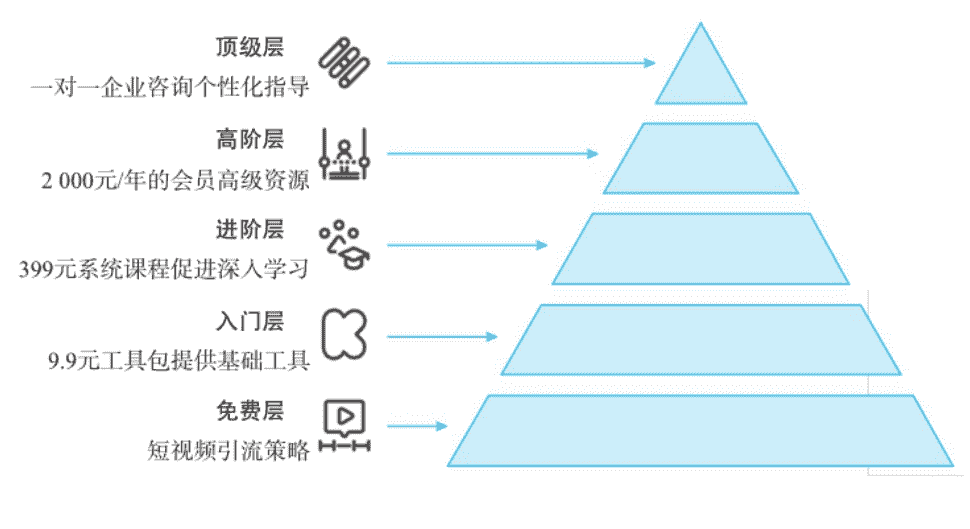 顶级层
一对一企业咨询个性化指导
高阶层
2 000元/年的会员高级资源
进阶层
399元系统课程促进深入学习
入门层
9.9元工具包提供基础工具
免费层
短视频引流策略